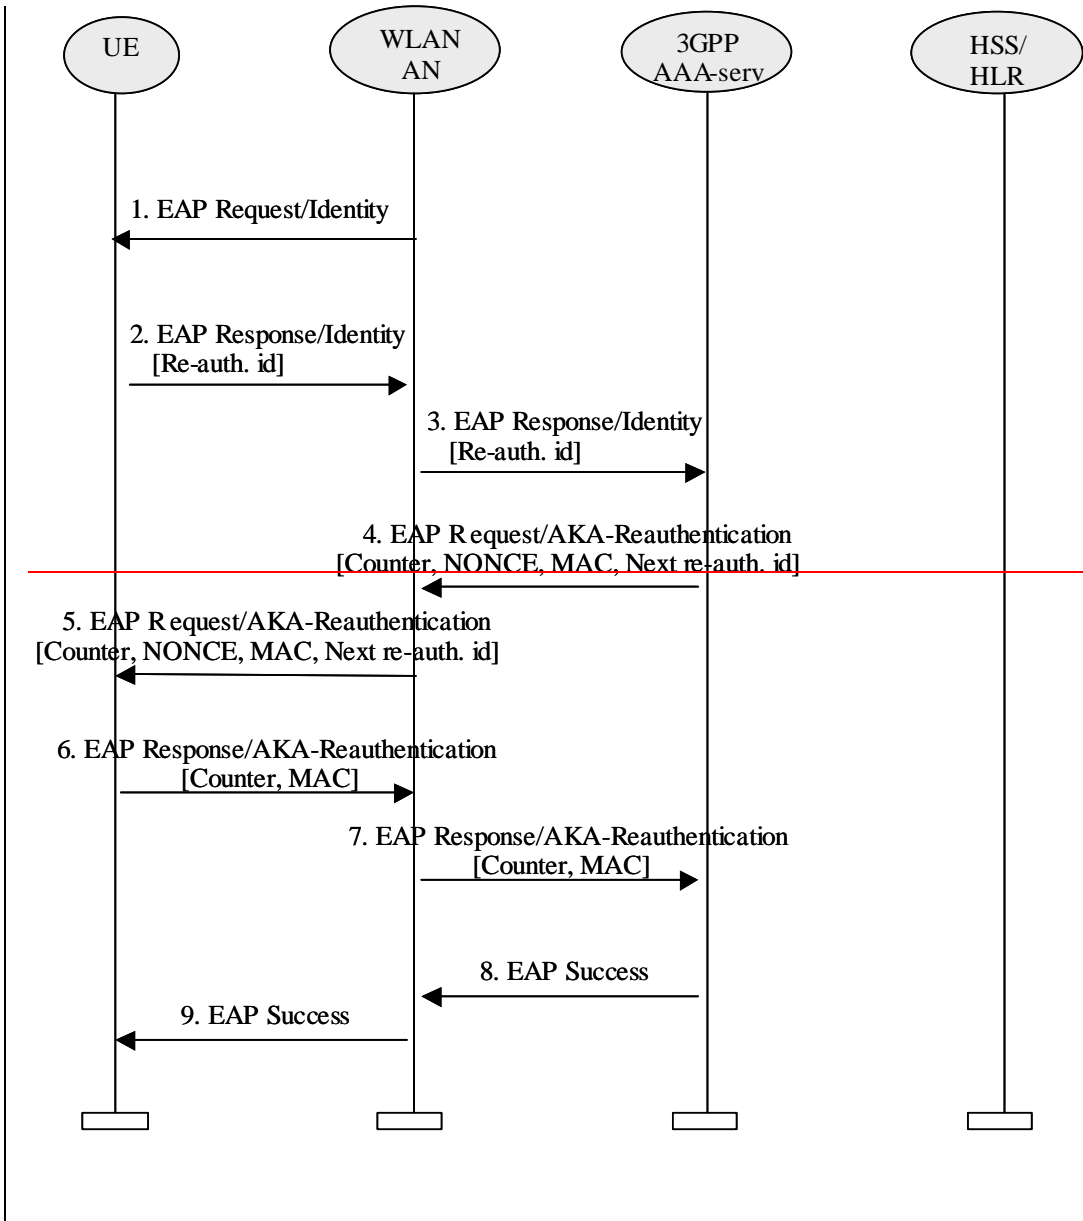 UE
WLAN
AN
3GPP
AAA-serv
HSS/
HLR
1. EAP Request/Identity
2. EAP Response/Identity
[Re-auth. id]
3. EAP Response/Identity
[Re-auth. id]
4. EAP Request/AKA-Reauthentication
[Counter, NONCE, MAC, Next re-auth. id]
5. EAP Request/AKA-Reauthentication
[Counter, NONCE, MAC, Next re-auth. id]
6. EAP Response/AKA-Reauthentication
[Counter, MAC]
7. EAP Response/AKA-Reauthentication
[Counter, MAC]
8. EAP Success
9. EAP Success